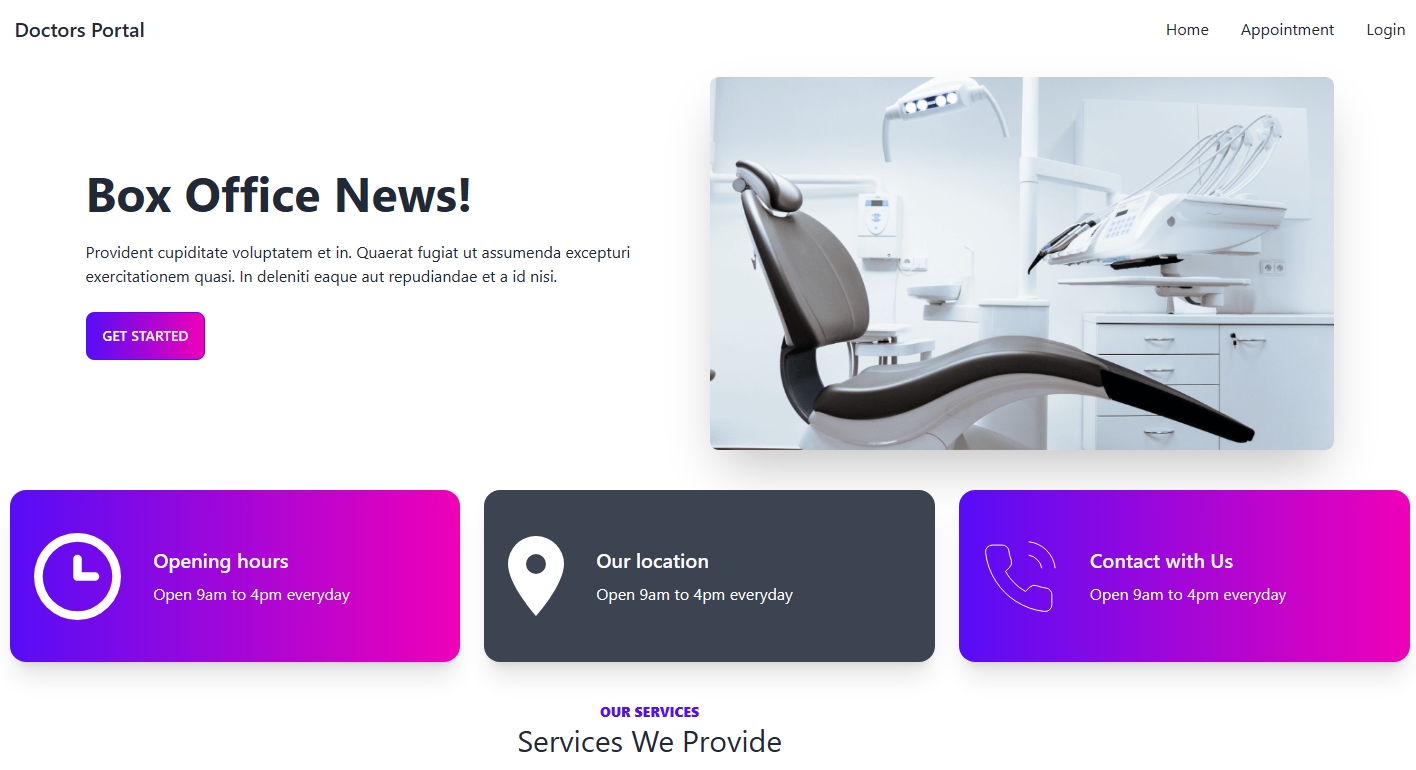 Doctors Portal
Home Appointment Login
Box Office News!
Provident cupiditate voluptatem et in. Quaerat fugiat ut assumenda excepturi
exercitationem quasi. In deleniti eaque aut repudiandae et a id nisi.
GET STARTED
Opening hours
Open 9am to 4pm everyday
Our location
Open 9am to 4pm everyday
Contact with Us
Open 9am to 4pm everyday
OUR SERVICES
Services We Provide